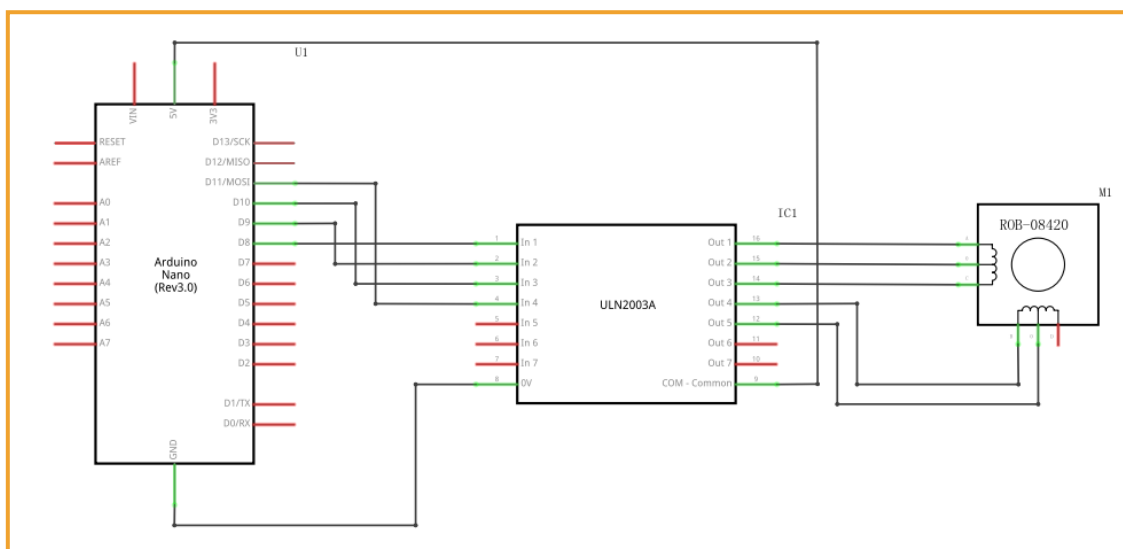 U1
VIN
5V
3V3
RESET
AREF
A0
A1
A2
A3
A4
A5
A6
A7
Arduino
Nano
(Rev3.0)
D13/SCK
D12/MISO
D11/MOSI
D10
D9
D8
D7
D6
D5
D4
D3
D2
D1/TX
D0/RX
GND
IC1
1 In 1
2 In 2
3 In 3
4 In 4
5 In 5
6 In 6
7 In 7
8 0V
ULN2003A
Out 1 16
Out 2 15
Out 3 14
Out 4 13
Out 5 12
Out 6 11
Out 7 10
COM - Common 9
M1
ROB-08420